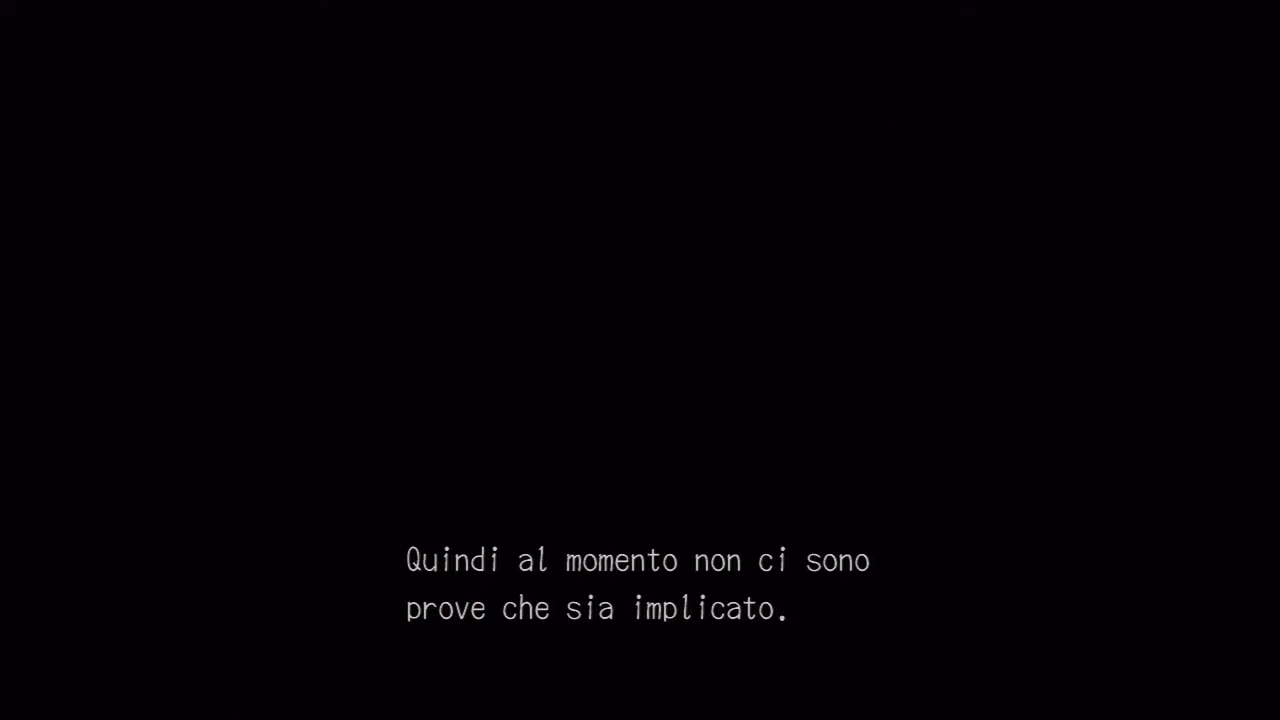 Quindi al momento non ci sono
prove che sia implicato.